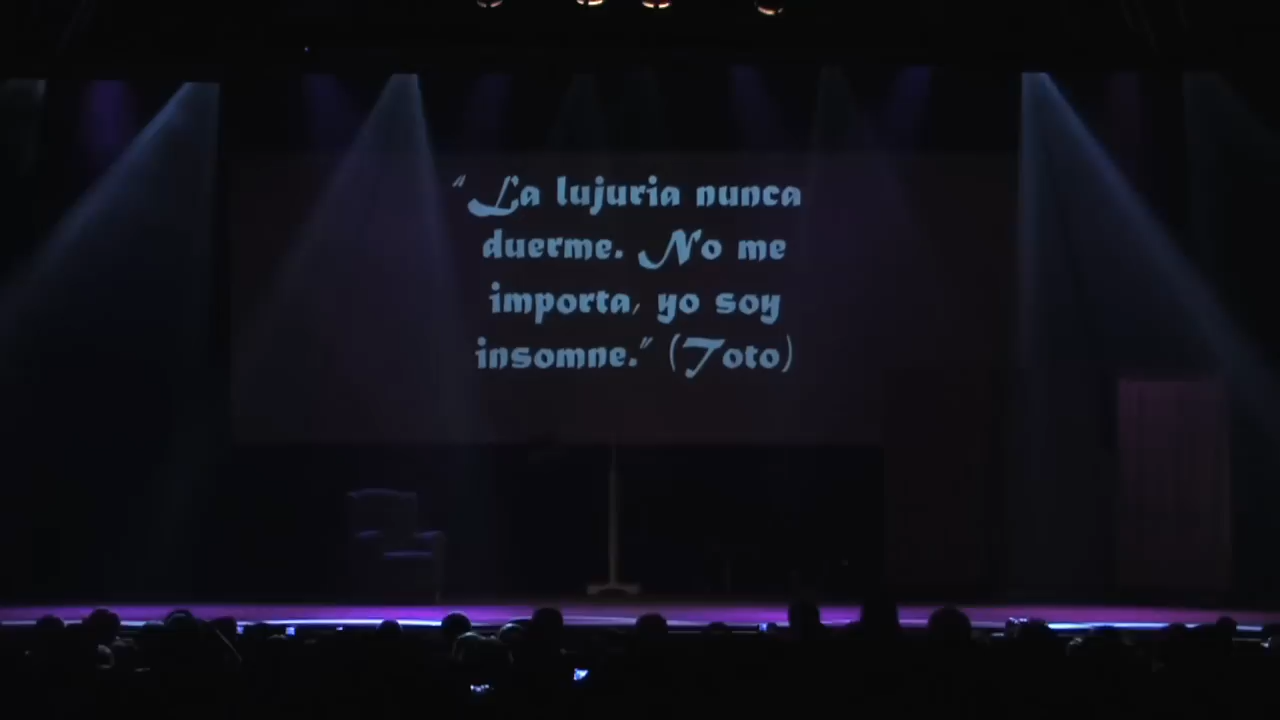 "La lujuria nunca
duerme. No me
importa, yo soy
insomne." (Toto)